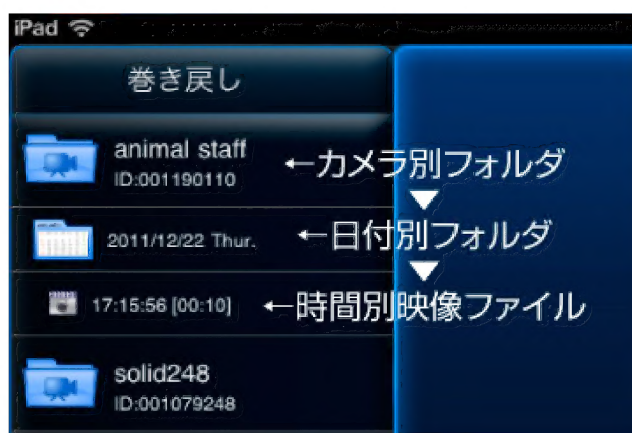 iPad
巻き戻し
animal staff
ID:001190110
←カメラ別フォルダ
▼
2011/12/22 Thur.
←日付別フォルダ
▼
17:15:56 [00:10]
←時間別映像ファイル
solid248
ID:001079248